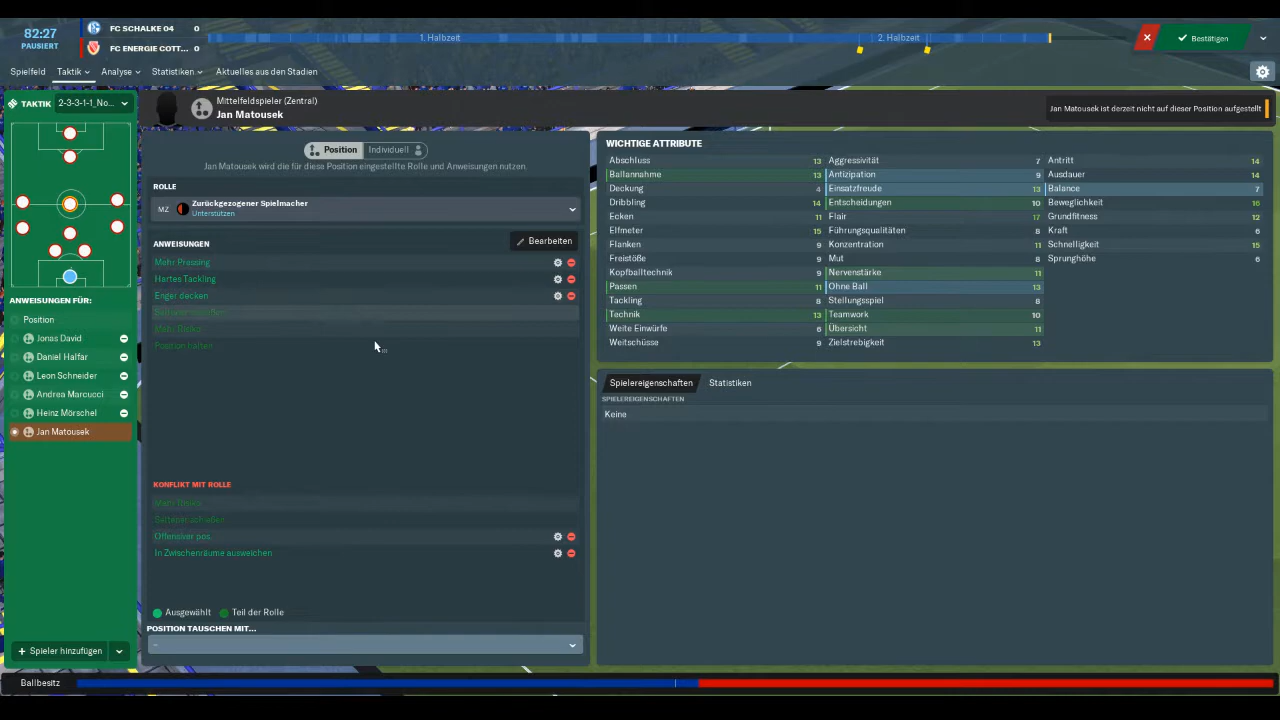 82:27
PAUSIERT
FC SCHALKE 04 0
FC ENERGIE COTT... 0
1. Halbzeit
2. Halbzeit
Bestätigen
Spielfeld Taktik Analyse Statistiken Aktuelles aus den Stadien
TAKTIK 2-3-3-1-1_No...
Mittelfeldspieler (Zentral)
Jan Matousek
Jan Matousek ist derzeit nicht auf dieser Position aufgestellt
Position Individuell
Jan Matousek wird die für diese Position eingestellte Rolle und Anweisungen nutzen.
ROLLE
MZ Zurückgezogener Spielmacher
Unterstützen
ANWEISUNGEN
Bearbeiten
Mehr Pressing
Hartes Tackling
Enger decken
Mehr Risiko
Position halten
KONFLIKT MIT ROLLE
Mehr Risiko
Seltener schießen
Offensiver pos.
In Zwischenräume ausweichen
Ausgewählt Teil der Rolle
POSITION TAUSCHEN MIT...
–
ANWEISUNGEN FÜR:
Position
Jonas David
Daniel Halfar
Leon Schneider
Andrea Marcucci
Heinz Mörschel
Jan Matousek
Spieler hinzufügen
WICHTIGE ATTRIBUTE
Abschluss 13 Aggressivität 7 Antritt 14
Ballannahme 13 Antizipation 9 Ausdauer 14
Deckung 4 Einsatzfreude 13 Balance 7
Dribbling 14 Entscheidungen 10 Beweglichkeit 16
Ecken 11 Flair 17 Grundfitness 12
Elfmeter 15 Führungsqualitäten 8 Kraft 6
Flanken 9 Konzentration 11 Schnelligkeit 15
Freistöße 9 Mut 8 Sprunghöhe 6
Kopfballtechnik 9 Nervenstärke 11
Passen 11 Ohne Ball 13
Tackling 8 Stellungsspiel 8
Technik 13 Teamwork 10
Weite Einwürfe 6 Übersicht 11
Weitschüsse 9 Zielstrebigkeit 13
Spielereigenschaften Statistiken
SPIELEREIGENSCHAFTEN
Keine
Ballbesitz